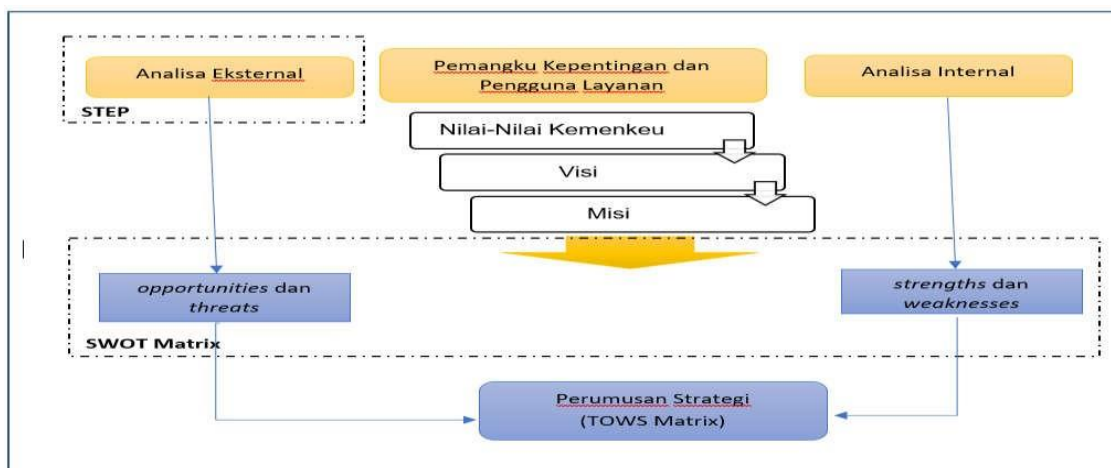 Analisa Eksternal
STEP
Pemangku Kepentingan dan
Pengguna Layanan
Analisa Internal
Nilai-Nilai Kemenkeu
Visi
Misi
opportunities dan
threats
strengths dan
weaknesses
SWOT Matrix
Perumusan Strategi
(TOWS Matrix)